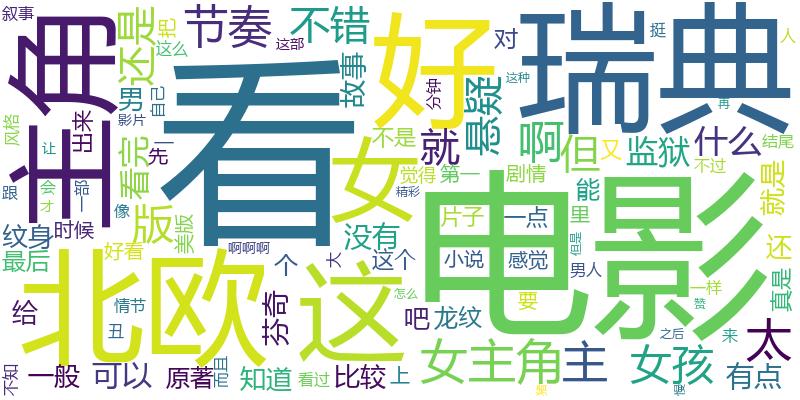 叙事
风格
跟
不知
主角
还是
把
这么
男
影片
自己
时候
出来
让
会
才
一部
像
看完
先
一
纹身
版
美版
最后
好看
给
情节
丑
一般
可以
原著
而且
知道
看过
节奏
这部
不错
故事
看
北欧
这
女
好
对
分钟
挺
瑞典
人
就
悬疑
啊
但
又
监狱
什么
结尾
再
这种
不是
觉得
第一
剧情
能
不过
就是
没有
精彩
片子
一点
里
还
啊啊啊
个
大
这个
小说
感觉
男人
但是
电影
真是
太
芬奇
怎么
要
一样
赞
吧
龙纹
之后
来
比较
上
女主角
主
女孩
有点